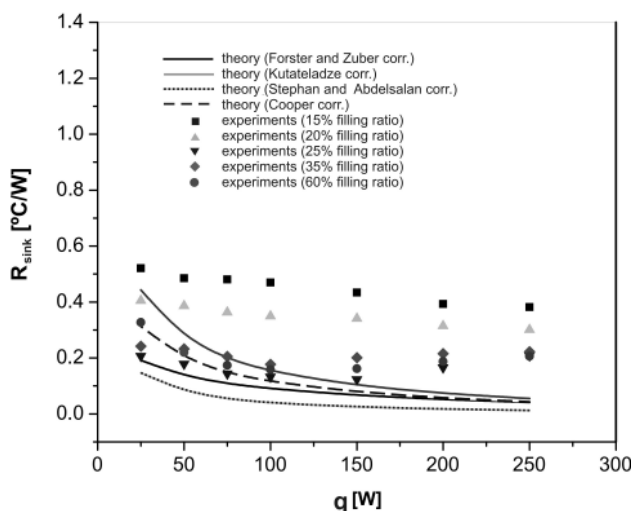 1.4
1.2
1.0
0.8
0.6
0.4
0.2
0.0
R sink [ºC/W]
theory (Forster and Zuber corr.)
theory (Kutateladze corr.)
theory (Stephan and Abdelsalan corr.)
theory (Cooper corr.)
experiments (15% filling ratio)
experiments (20% filling ratio)
experiments (25% filling ratio)
experiments (35% filling ratio)
experiments (60% filling ratio)
0 50 100 150 200 250 300
q [W]